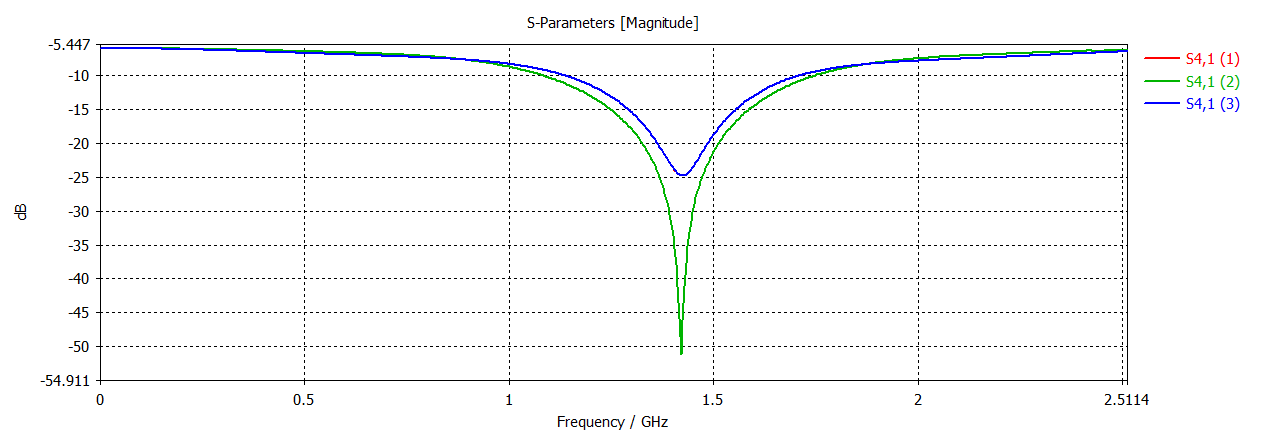 S-Parameters [Magnitude]
-5.447
-10
-15
-20
-25
-30
-35
-40
-45
-50
-54.911
dB
0
0.5
1
1.5
2
2.5114
Frequency / GHz
S4,1 (1)
S4,1 (2)
S4,1 (3)